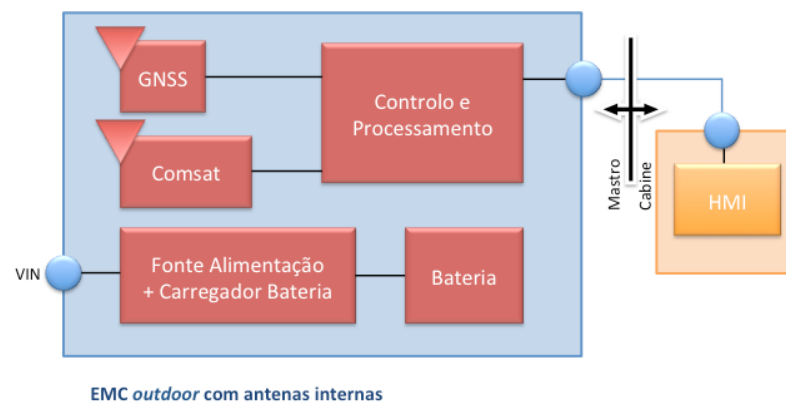 GNSS
Controlo e
Processamento
Comsat
Mastro
Cabine
HMI
VIN
Fonte Alimentação
+ Carregador Bateria
Bateria
EMC outdoor com antenas internas